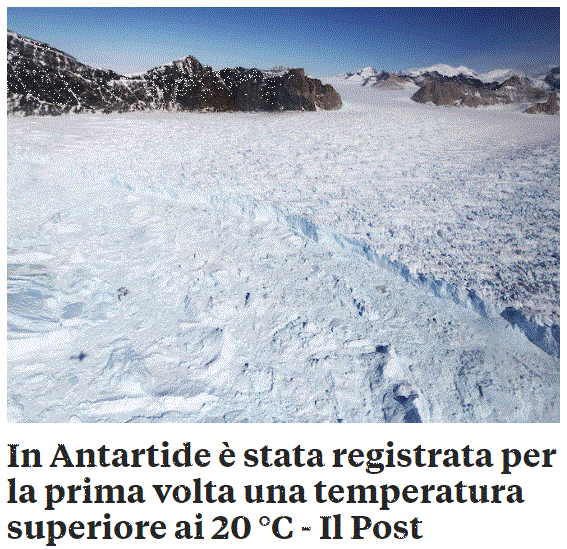 In Antartide è stata registrata per
la prima volta una temperatura
superiore ai 20 °C - Il Post